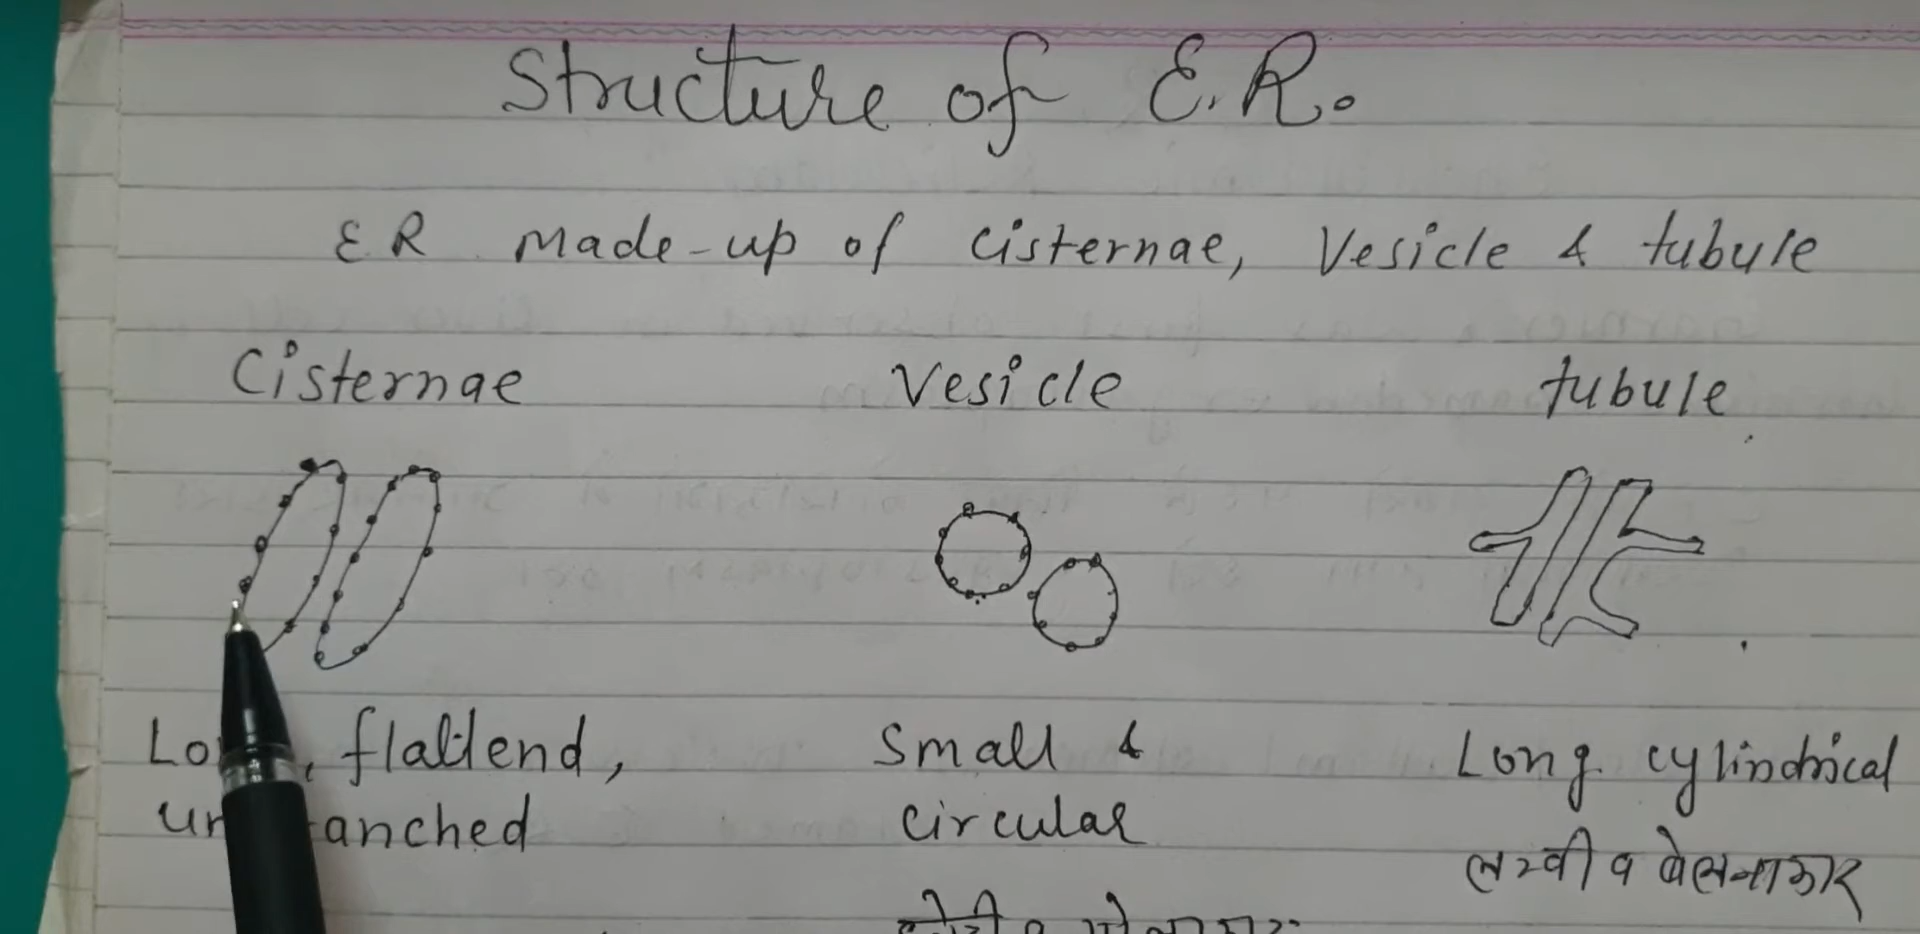 Structure of E.R.
ER made-up of cisternae, Vesicle & tubule
Cisternae Vesicle tubule
flattend, Small & Long cylindrical
circular
लम्बी व बेलनाकार